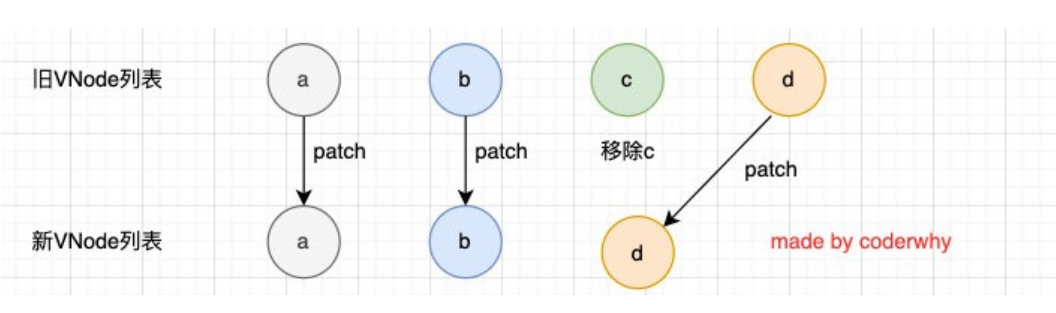 旧VNode列表 a b c d
patch patch 移除c patch
新VNode列表 a b d made by coderwhy